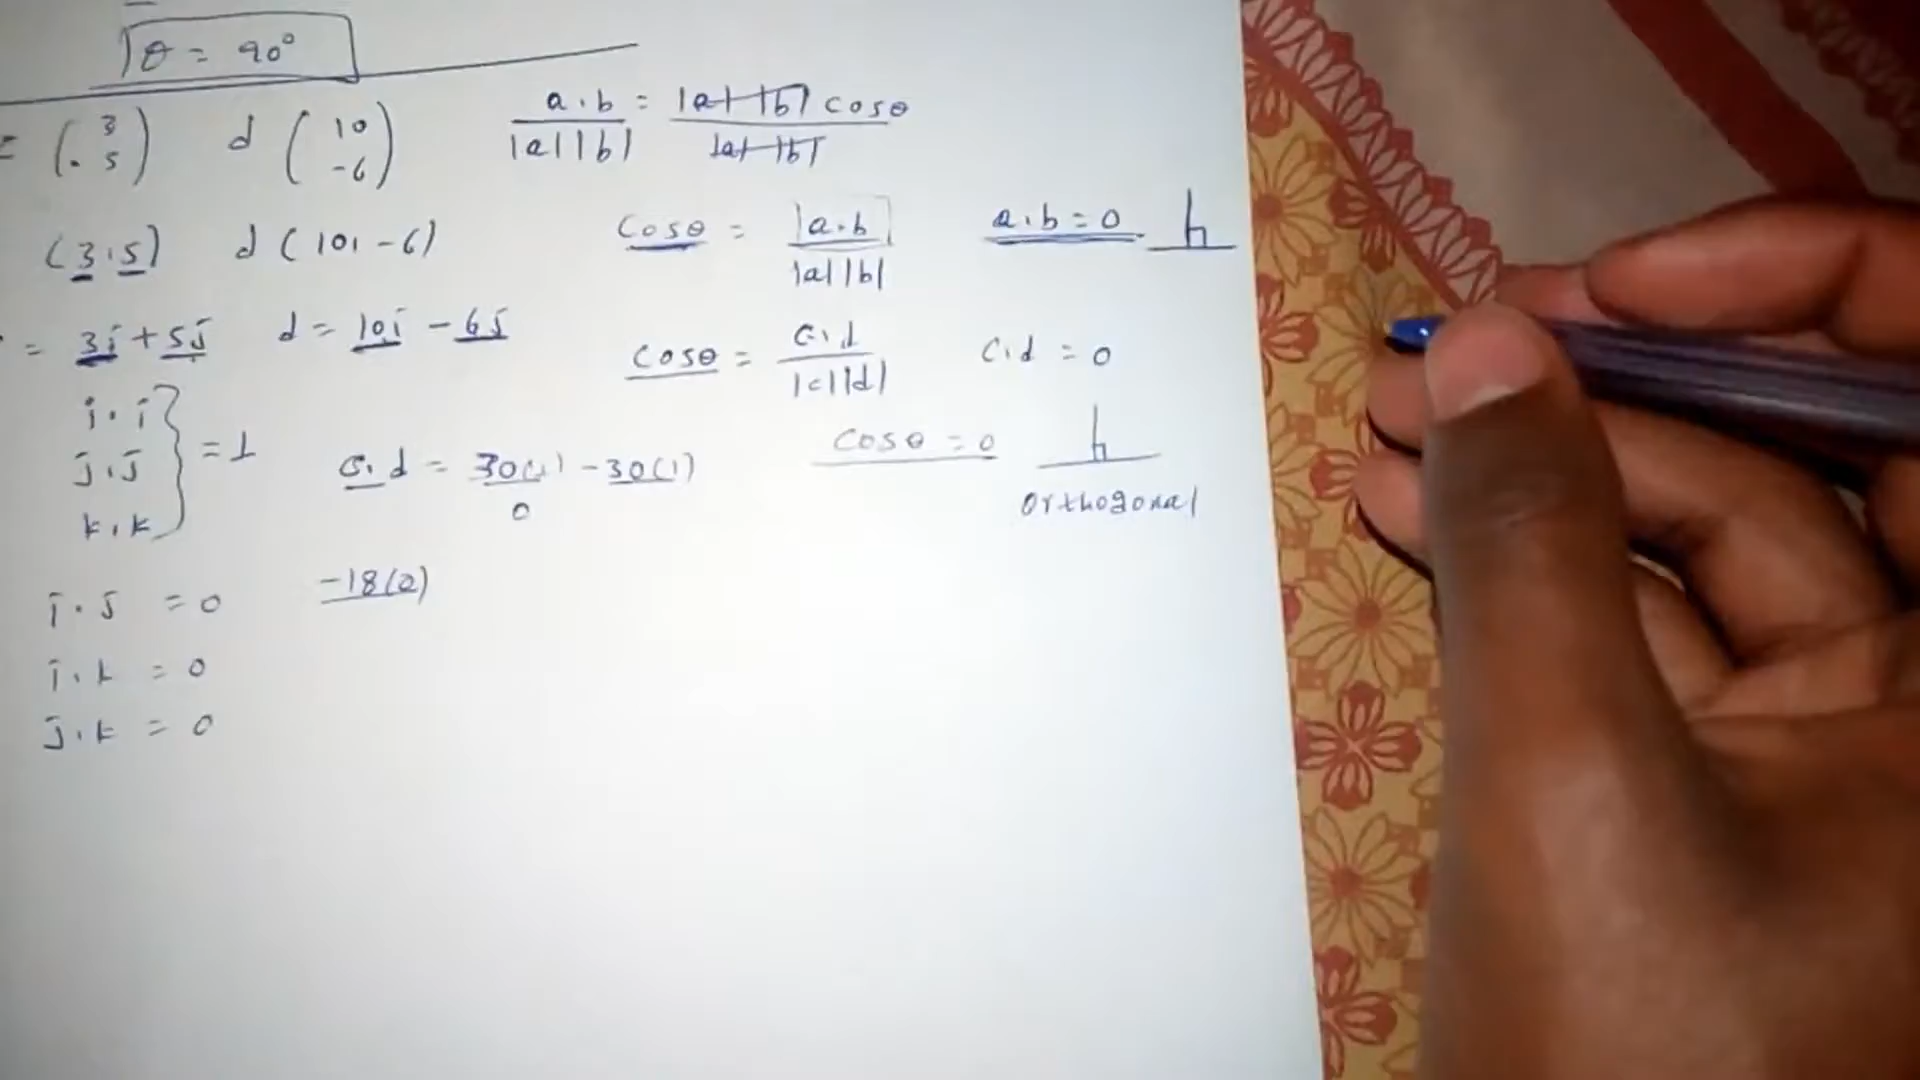 θ = 90°
= (3 5) d (10 -6) a.b / |a||b| = |a||b| cosθ / |a||b|
(3,5) d (10, -6) cosθ = |a.b / |a||b| a.b = 0
= 3i + 5j d = 10i - 6j cosθ = c.d / |c||d| c.d = 0
i.i
j.j = 1
k.k
c.d = 30(1) - 30(1) cosθ = 0
0 orthogonal
i.j = 0 -18(0)
i.k = 0
j.k = 0